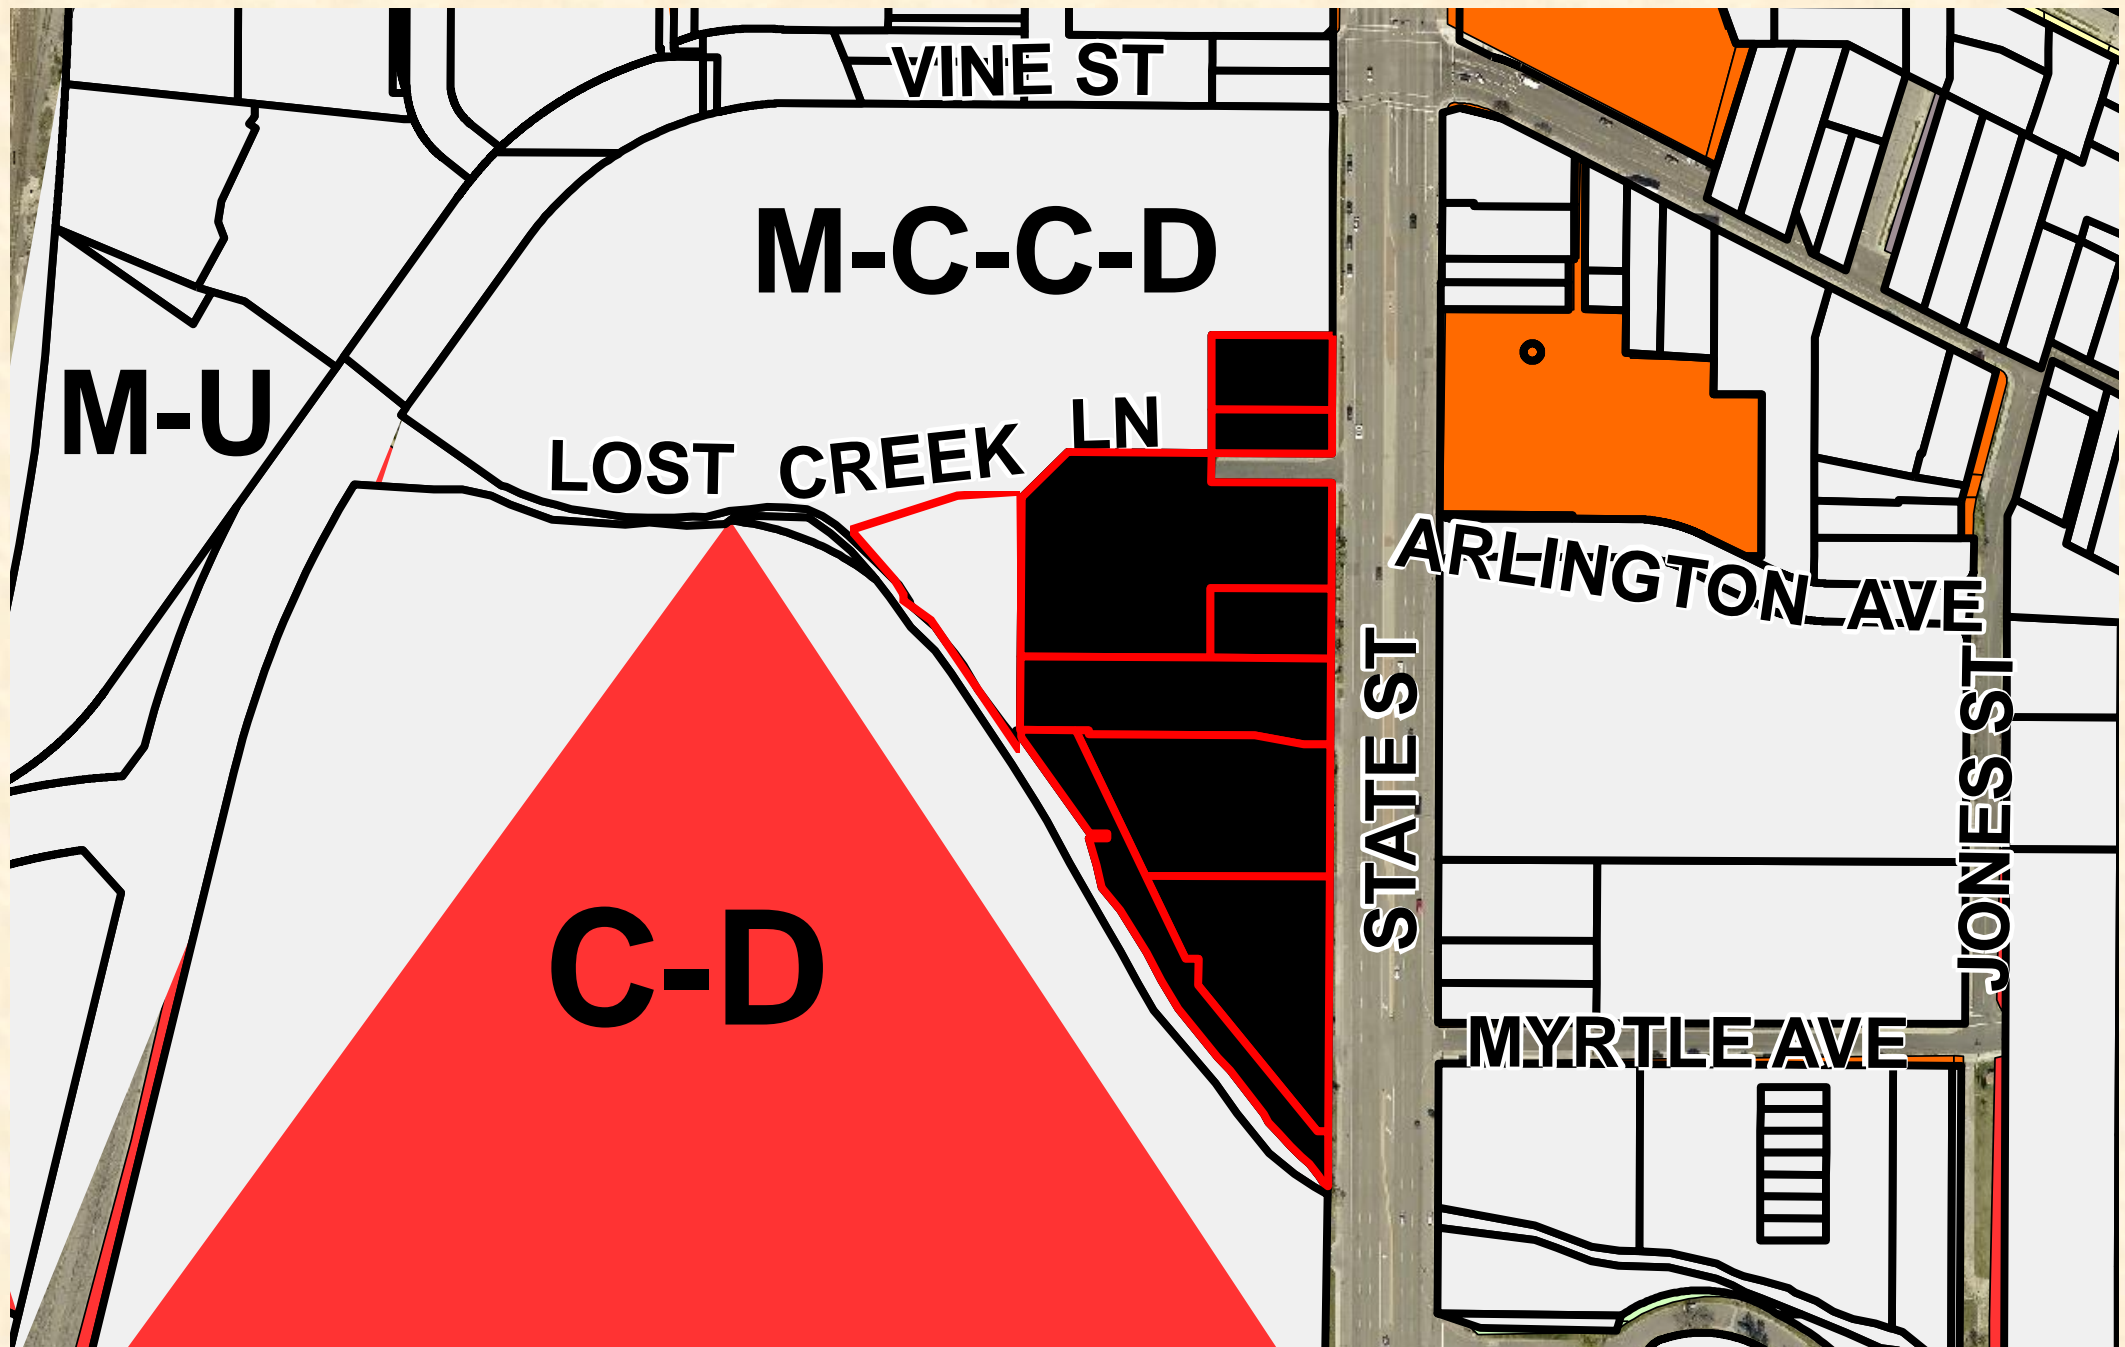 VINE ST
M-C-C-D
M-U
LOST CREEK LN
ARLINGTON AVE
STATE ST
JONES ST
C-D
MYRTLE AVE